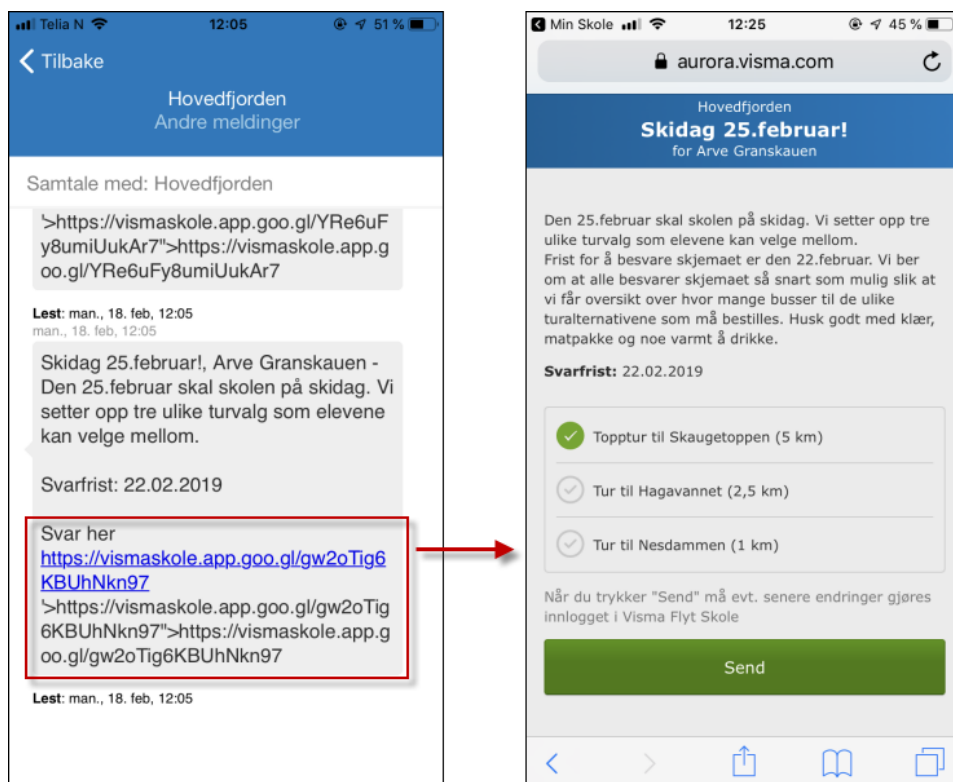 Telia N 12:05 51 %
Tilbake
Hovedfjorden
Andre meldinger
Samtale med: Hovedfjorden
'>https://vismaskole.app.goo.gl/YRe6uF
y8umiUukAr7">https://vismaskole.app.g
oo.gl/YRe6uFy8umiUukAr7
Lest: man., 18. feb, 12:05
man., 18. feb, 12:05
Skidag 25.februar!, Arve Granskauen -
Den 25.februar skal skolen på skidag. Vi
setter opp tre ulike turvalg som elevene
kan velge mellom.
Svarfrist: 22.02.2019
Svar her
https://vismaskole.app.goo.gl/gw2oTig6
KBUhNkn97
'>https://vismaskole.app.goo.gl/gw2oTig
6KBUhNkn97">https://vismaskole.app.g
oo.gl/gw2oTig6KBUhNkn97
Lest: man., 18. feb, 12:05
Min Skole 12:25 45 %
aurora.visma.com
Hovedfjorden
Skidag 25.februar!
for Arve Granskauen
Den 25.februar skal skolen på skidag. Vi setter opp tre
ulike turvalg som elevene kan velge mellom.
Frist for å besvare skjemaet er den 22.februar. Vi ber
om at alle besvarer skjemaet så snart som mulig slik at
vi får oversikt over hvor mange busser til de ulike
turalternativene som må bestilles. Husk godt med klær,
matpakke og noe varmt å drikke.
Svarfrist: 22.02.2019
Topptur til Skaugetoppen (5 km)
Tur til Hagavannet (2,5 km)
Tur til Nesdammen (1 km)
Når du trykker "Send" må evt. senere endringer gjøres
innlogget i Visma Flyt Skole
Send